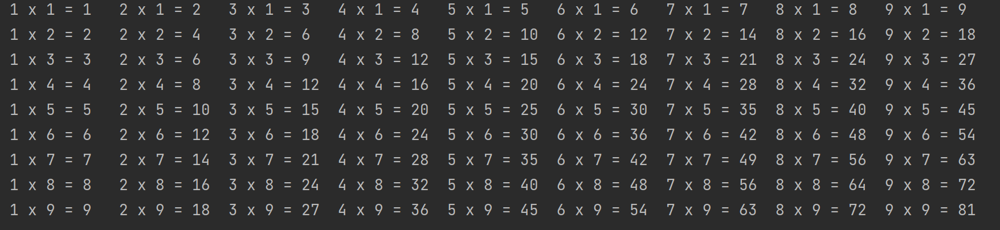 1 x 1 = 1   2 x 1 = 2   3 x 1 = 3   4 x 1 = 4   5 x 1 = 5   6 x 1 = 6   7 x 1 = 7   8 x 1 = 8   9 x 1 = 9
1 x 2 = 2   2 x 2 = 4   3 x 2 = 6   4 x 2 = 8   5 x 2 = 10  6 x 2 = 12  7 x 2 = 14  8 x 2 = 16  9 x 2 = 18
1 x 3 = 3   2 x 3 = 6   3 x 3 = 9   4 x 3 = 12  5 x 3 = 15  6 x 3 = 18  7 x 3 = 21  8 x 3 = 24  9 x 3 = 27
1 x 4 = 4   2 x 4 = 8   3 x 4 = 12  4 x 4 = 16  5 x 4 = 20  6 x 4 = 24  7 x 4 = 28  8 x 4 = 32  9 x 4 = 36
1 x 5 = 5   2 x 5 = 10  3 x 5 = 15  4 x 5 = 20  5 x 5 = 25  6 x 5 = 30  7 x 5 = 35  8 x 5 = 40  9 x 5 = 45
1 x 6 = 6   2 x 6 = 12  3 x 6 = 18  4 x 6 = 24  5 x 6 = 30  6 x 6 = 36  7 x 6 = 42  8 x 6 = 48  9 x 6 = 54
1 x 7 = 7   2 x 7 = 14  3 x 7 = 21  4 x 7 = 28  5 x 7 = 35  6 x 7 = 42  7 x 7 = 49  8 x 7 = 56  9 x 7 = 63
1 x 8 = 8   2 x 8 = 16  3 x 8 = 24  4 x 8 = 32  5 x 8 = 40  6 x 8 = 48  7 x 8 = 56  8 x 8 = 64  9 x 8 = 72
1 x 9 = 9   2 x 9 = 18  3 x 9 = 27  4 x 9 = 36  5 x 9 = 45  6 x 9 = 54  7 x 9 = 63  8 x 9 = 72  9 x 9 = 81